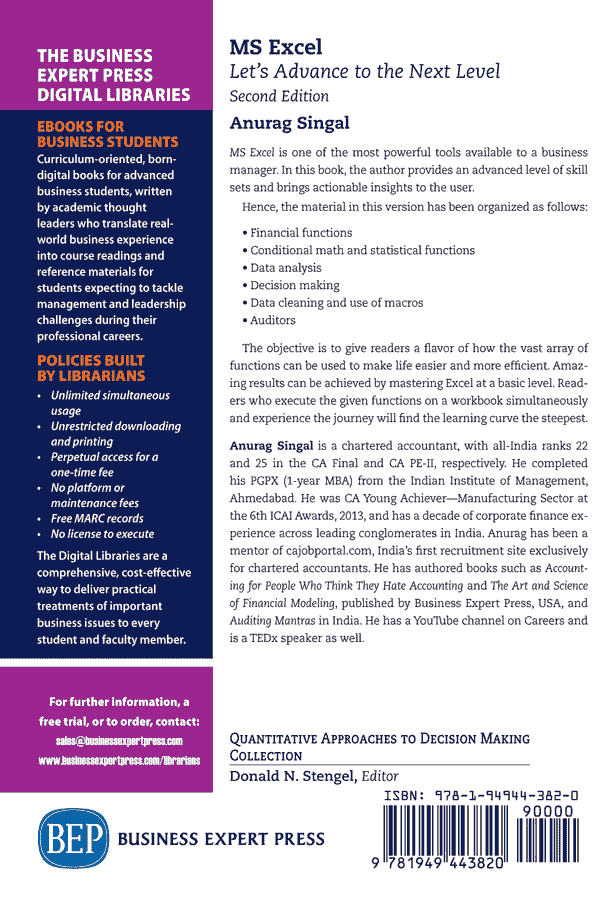 THE BUSINESS
EXPERT PRESS
DIGITAL LIBRARIES
EBOOKS FOR
BUSINESS STUDENTS
Curriculum-oriented, born-
digital books for advanced
business students, written
by academic thought
leaders who translate real-
world business experience
into course readings and
reference materials for
students expecting to tackle
management and leadership
challenges during their
professional careers.
POLICIES BUILT
BY LIBRARIANS
• Unlimited simultaneous
usage
• Unrestricted downloading
and printing
• Perpetual access for a
one-time fee
• No platform or
maintenance fees
• Free MARC records
• No license to execute
The Digital Libraries are a
comprehensive, cost-effective
way to deliver practical
treatments of important
business issues to every
student and faculty member.
For further information, a
free trial, or to order, contact:
sales@businessexpertpress.com
www.businessexpertpress.com/librarians
MS Excel
Let's Advance to the Next Level
Second Edition
Anurag Singal
MS Excel is one of the most powerful tools available to a business
manager. In this book, the author provides an advanced level of skill
sets and brings actionable insights to the user.
Hence, the material in this version has been organized as follows:
• Financial functions
• Conditional math and statistical functions
• Data analysis
• Decision making
• Data cleaning and use of macros
• Auditors
The objective is to give readers a flavor of how the vast array of
functions can be used to make life easier and more efficient. Amaz-
ing results can be achieved by mastering Excel at a basic level. Read-
ers who execute the given functions on a workbook simultaneously
and experience the journey will find the learning curve the steepest.
Anurag Singal is a chartered accountant, with all-India ranks 22
and 25 in the CA Final and CA PE-II, respectively. He completed
his PGPX (1-year MBA) from the Indian Institute of Management,
Ahmedabad. He was CA Young Achiever—Manufacturing Sector at
the 6th ICAI Awards, 2013, and has a decade of corporate finance ex-
perience across leading conglomerates in India. Anurag has been a
mentor of cajobportal.com, India's first recruitment site exclusively
for chartered accountants. He has authored books such as Account-
ing for People Who Think They Hate Accounting and The Art and Science
of Financial Modeling, published by Business Expert Press, USA, and
Auditing Mantras in India. He has a YouTube channel on Careers and
is a TEDx speaker as well.
QUANTITATIVE APPROACHES TO DECISION MAKING
COLLECTION
Donald N. Stengel, Editor
BEP BUSINESS EXPERT PRESS
ISBN: 978-1-94944-382-0
90000
9 781949 443820